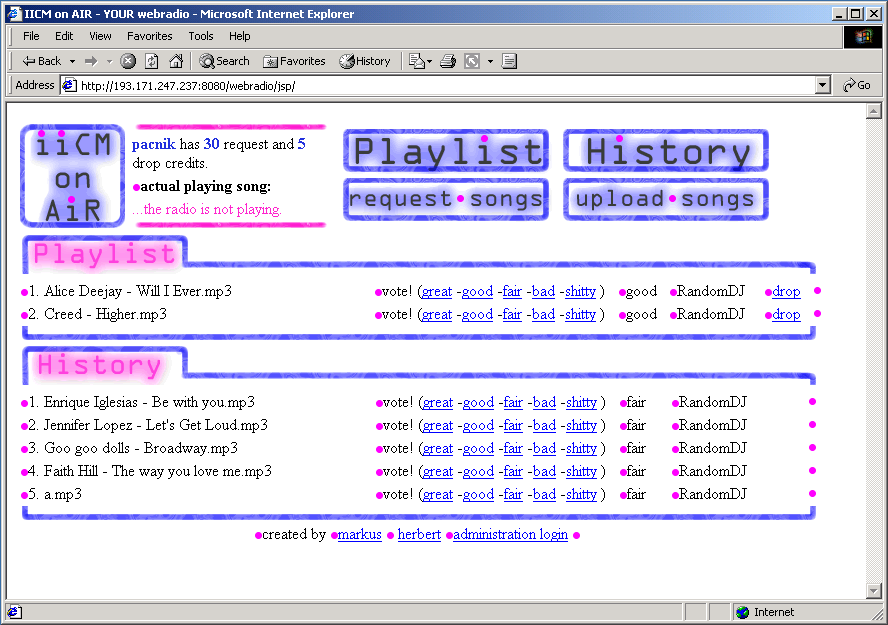 IICM on AIR - YOUR webradio - Microsoft Internet Explorer
File Edit View Favorites Tools Help
Back Search Favorites History
Address http://193.171.247.237:8080/webradio/jsp/ Go
iiCM
on
AiR
pacnik has 30 request and 5
drop credits.
actual playing song:
...the radio is not playing.
Playlist History
request songs upload songs
Playlist
1. Alice Deejay - Will I Ever.mp3 vote! (great -good -fair -bad -shitty ) good RandomDJ drop
2. Creed - Higher.mp3 vote! (great -good -fair -bad -shitty ) good RandomDJ drop
History
1. Enrique Iglesias - Be with you.mp3 vote! (great -good -fair -bad -shitty ) fair RandomDJ
2. Jennifer Lopez - Let's Get Loud.mp3 vote! (great -good -fair -bad -shitty ) fair RandomDJ
3. Goo goo dolls - Broadway.mp3 vote! (great -good -fair -bad -shitty ) fair RandomDJ
4. Faith Hill - The way you love me.mp3 vote! (great -good -fair -bad -shitty ) fair RandomDJ
5. a.mp3 vote! (great -good -fair -bad -shitty ) fair RandomDJ
created by markus herbert administration login
Internet